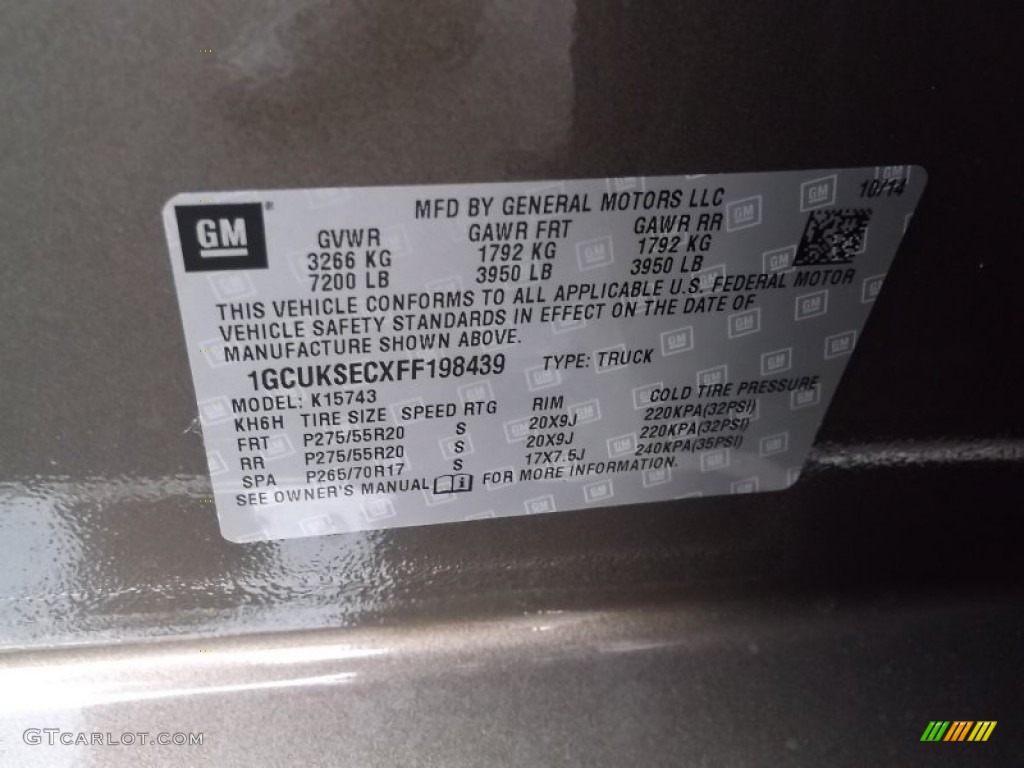 GM®
MFD BY GENERAL MOTORS LLC 10/14
GVWR GAWR FRT GAWR RR
3266 KG 1792 KG 1792 KG
7200 LB 3950 LB 3950 LB
THIS VEHICLE CONFORMS TO ALL APPLICABLE U.S. FEDERAL MOTOR
VEHICLE SAFETY STANDARDS IN EFFECT ON THE DATE OF
MANUFACTURE SHOWN ABOVE.
1GCUKSECXFF198439 TYPE: TRUCK
MODEL: K15743
KH6H TIRE SIZE SPEED RTG RIM COLD TIRE PRESSURE
FRT P275/55R20 S 20X9J 220KPA(32PSI)
RR P275/55R20 S 20X9J 220KPA(32PSI)
SPA P265/70R17 S 17X7.5J 240KPA(35PSI)
SEE OWNER'S MANUAL i FOR MORE INFORMATION.
GTCARLOT.COM